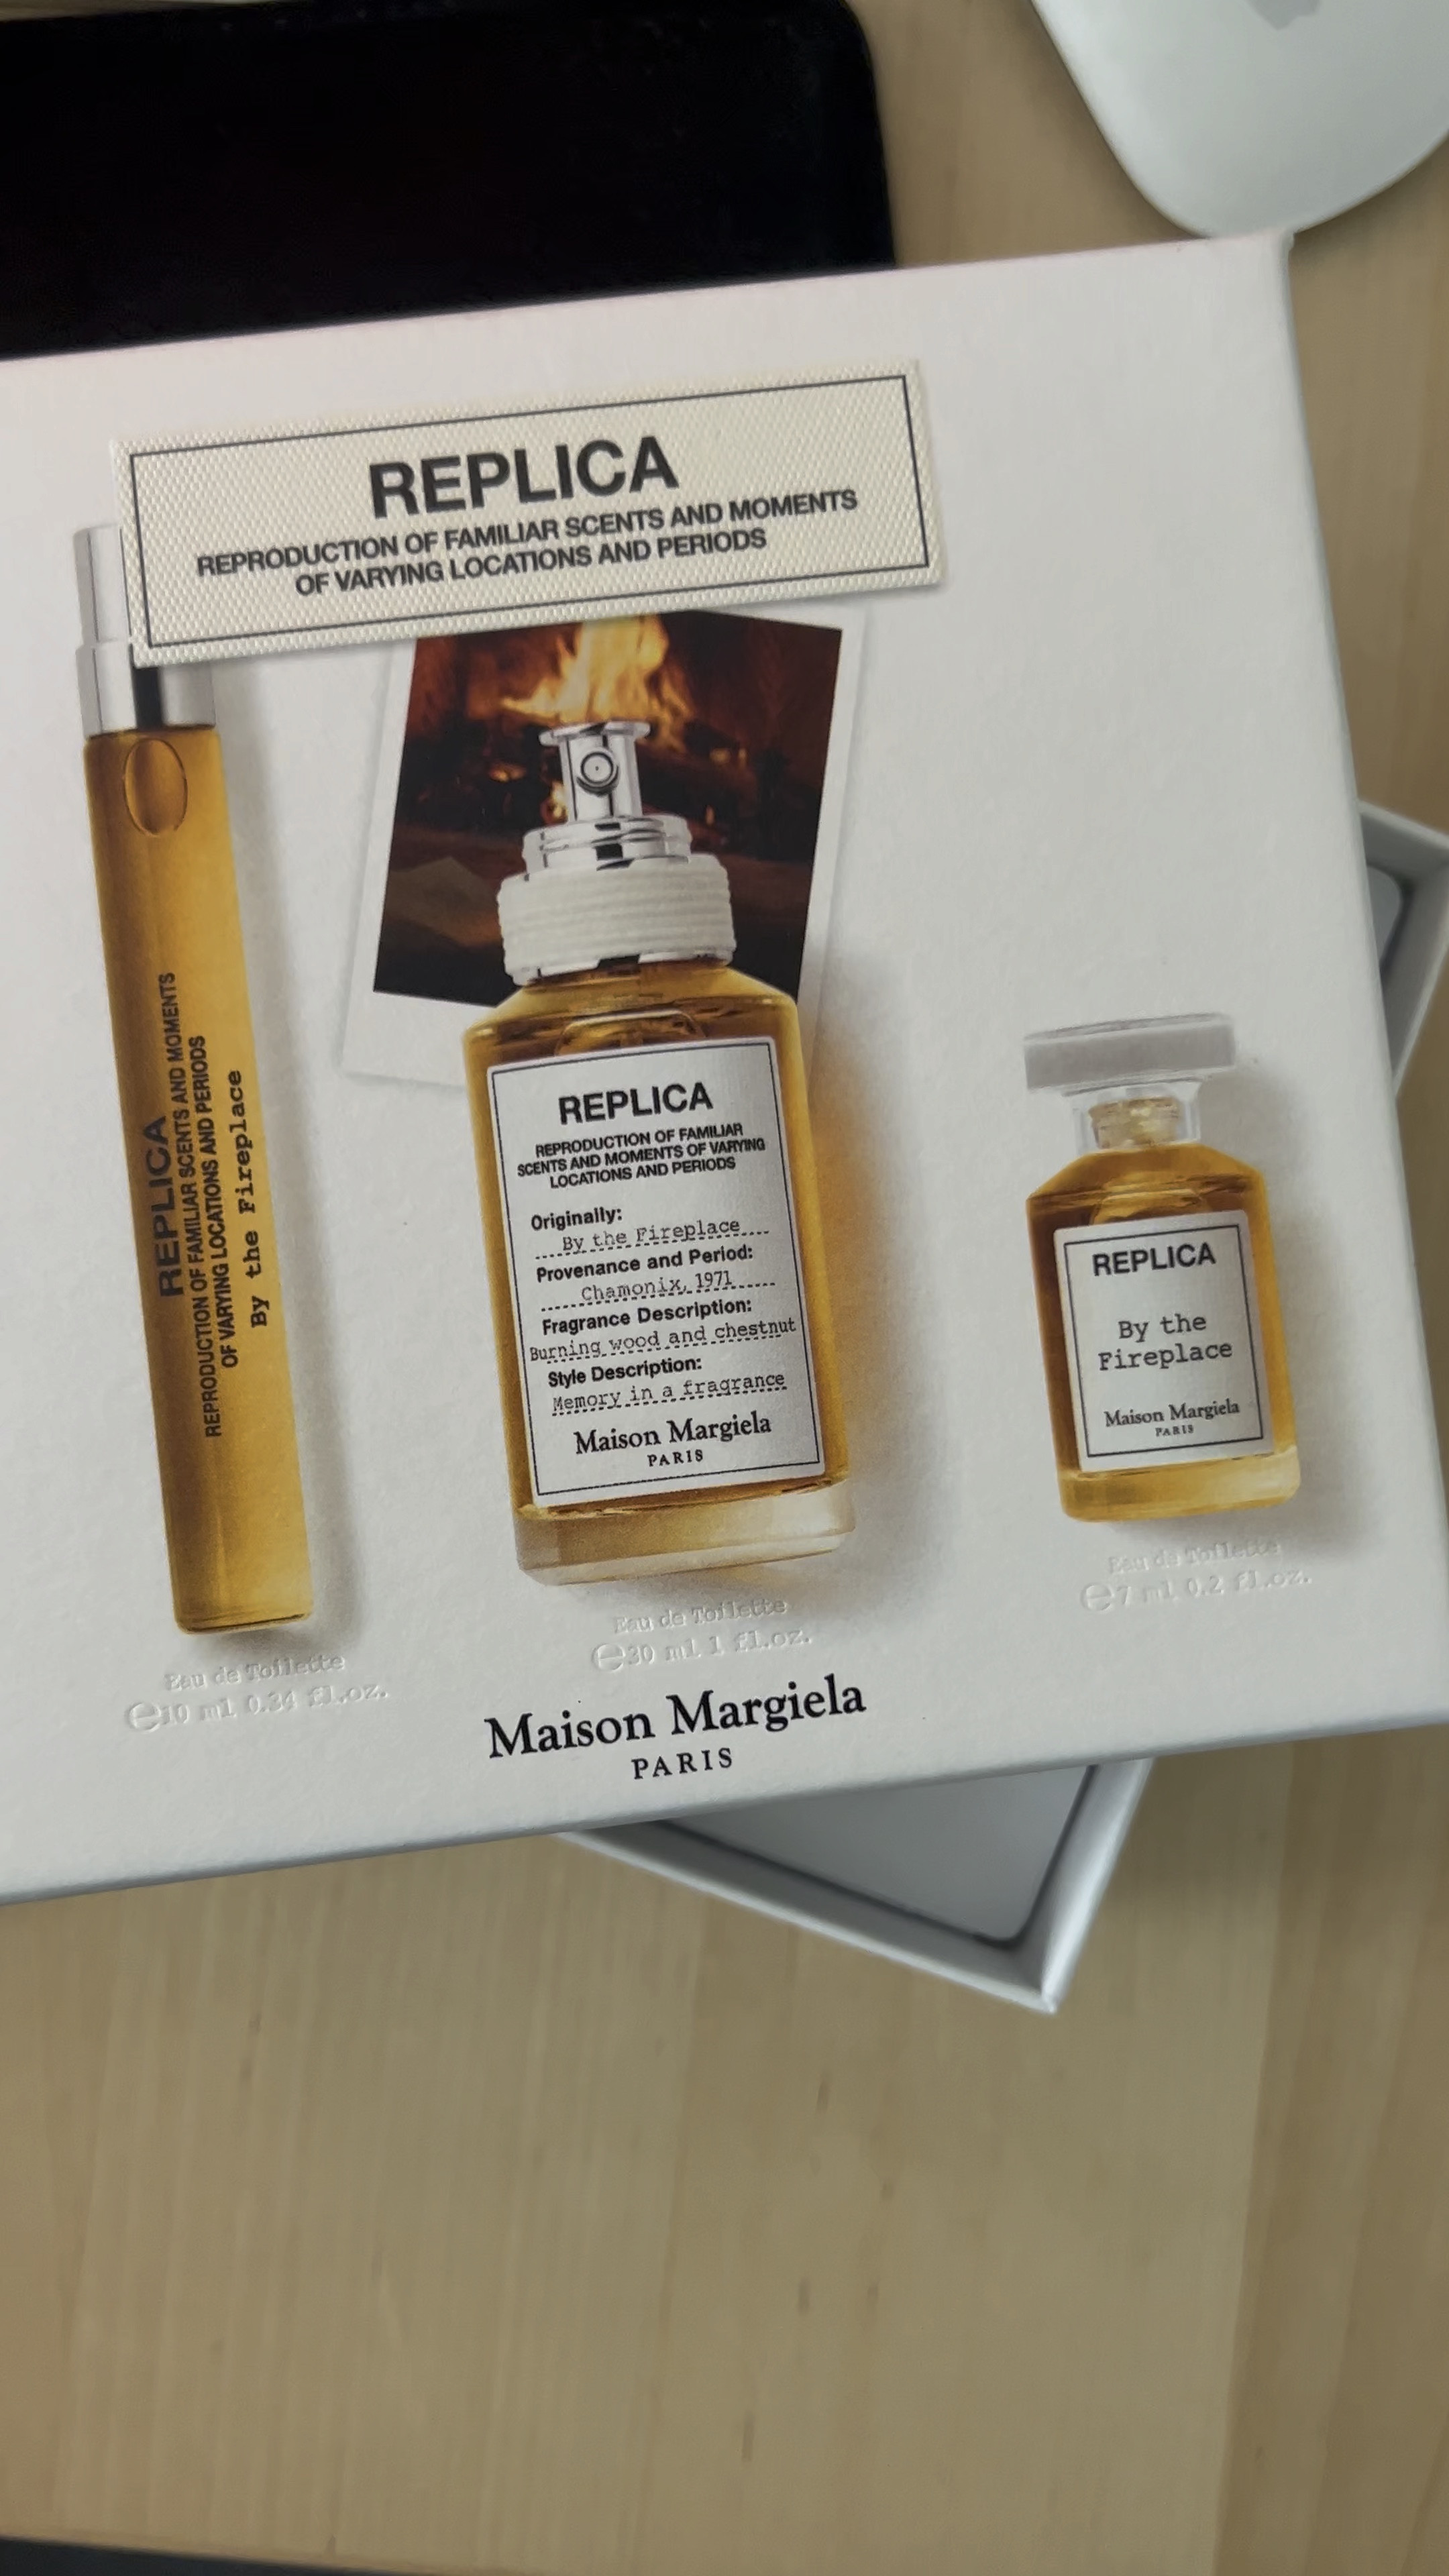 REPLICA
REPRODUCTION OF FAMILIAR SCENTS AND MOMENTS
OF VARYING LOCATIONS AND PERIODS
REPLICA
REPRODUCTION OF FAMILIAR SCENTS AND MOMENTS
OF VARYING LOCATIONS AND PERIODS
By the Fireplace
Eau de Toilette
℮10 ml 0.34 fl.oz.
REPLICA
REPRODUCTION OF FAMILIAR
SCENTS AND MOMENTS OF VARYING
LOCATIONS AND PERIODS
Originally:
By the Fireplace
Provenance and Period:
Chamonix, 1971
Fragrance Description:
Burning wood and chestnut
Style Description:
Memory in a fragrance
Maison Margiela
PARIS
Eau de Toilette
℮30 ml 1 fl.oz.
REPLICA
By the
Fireplace
Maison Margiela
PARIS
Eau de Toilette
℮7 ml 0.2 fl.oz.
Maison Margiela
PARIS